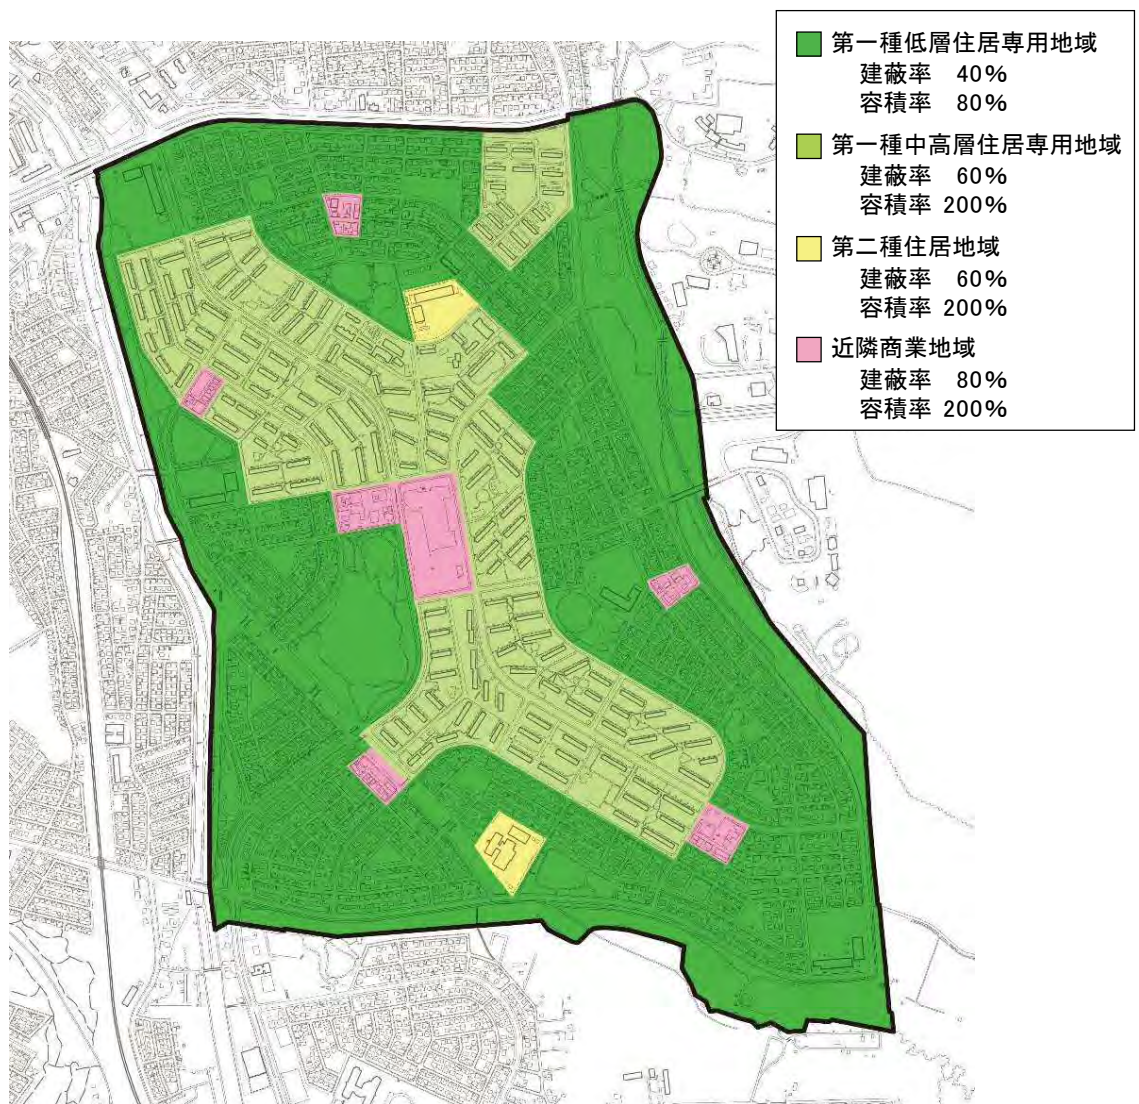 第一種低層住居専用地域
建蔽率 40%
容積率 80%
第一種中高層住居専用地域
建蔽率 60%
容積率 200%
第二種住居地域
建蔽率 60%
容積率 200%
近隣商業地域
建蔽率 80%
容積率 200%